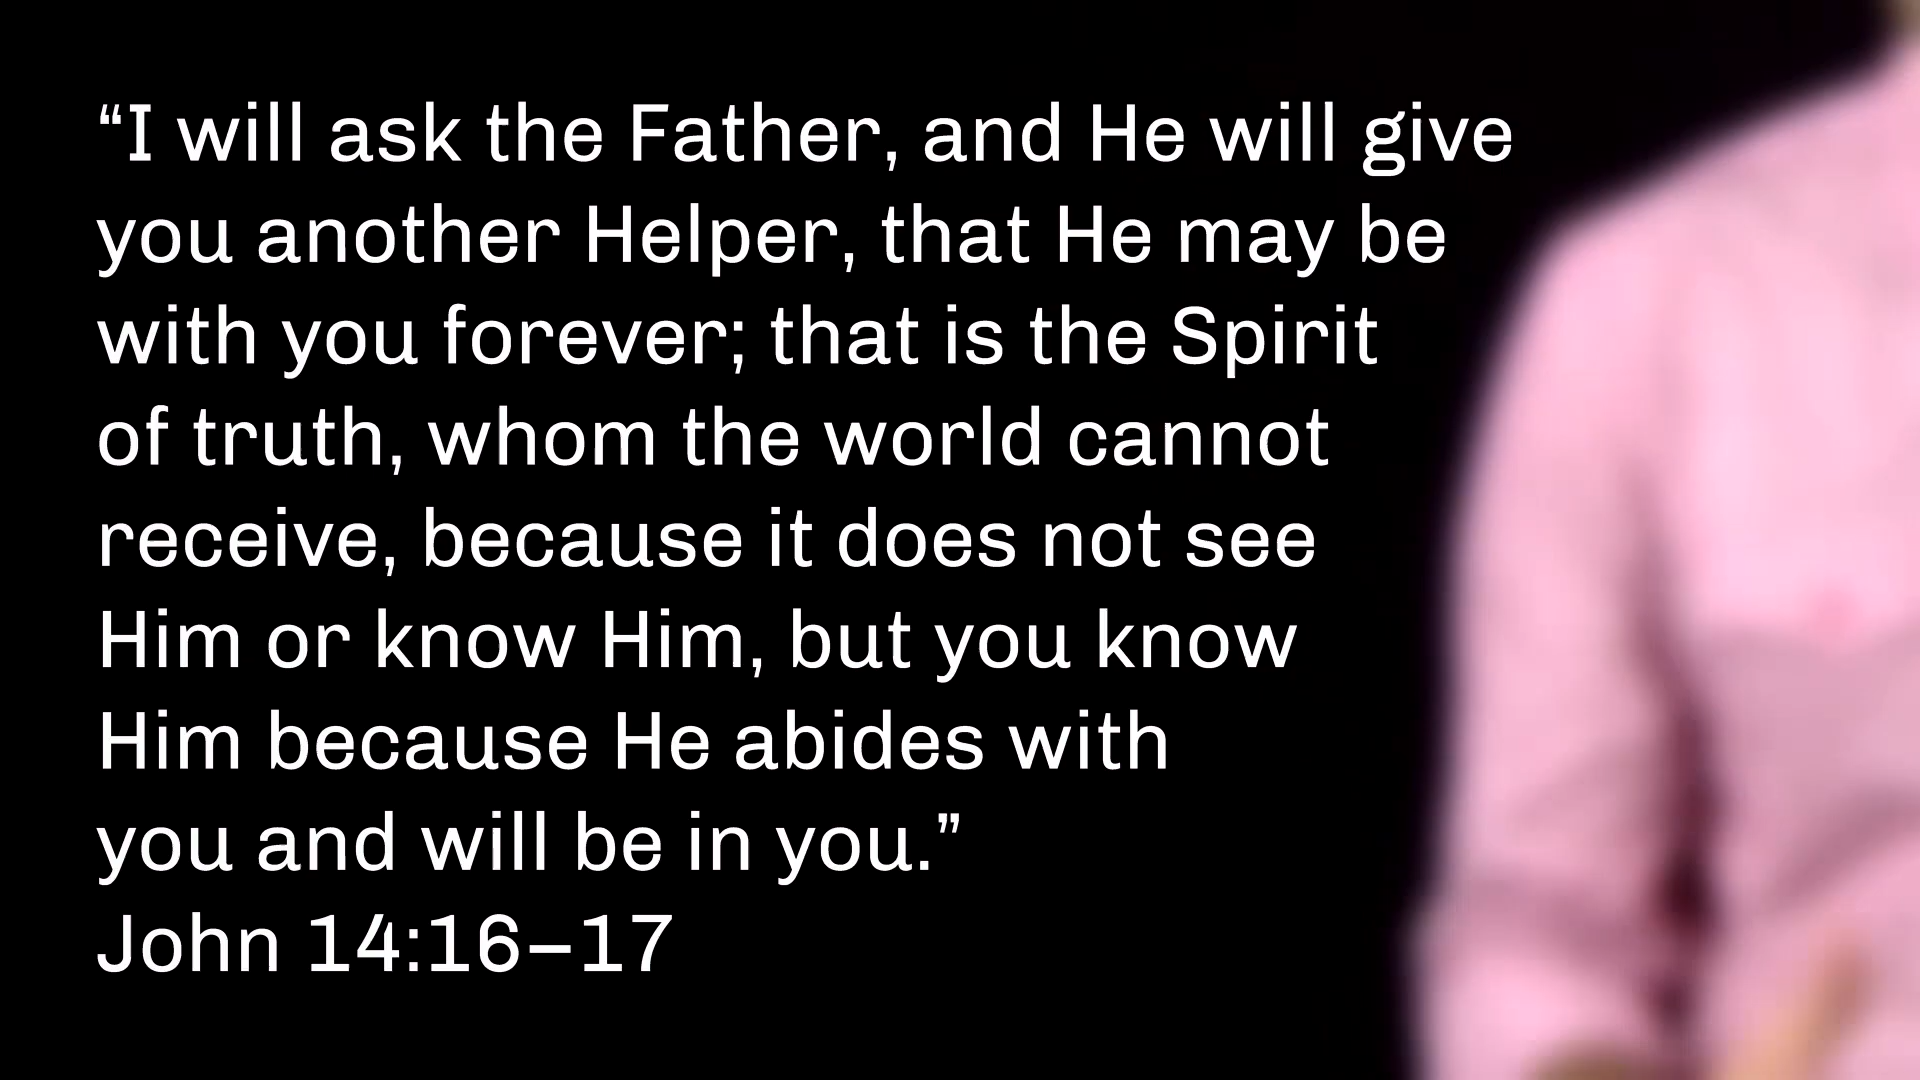 “I will ask the Father, and He will give
you another Helper, that He may be
with you forever; that is the Spirit
of truth, whom the world cannot
receive, because it does not see
Him or know Him, but you know
Him because He abides with
you and will be in you.”
John 14:16–17